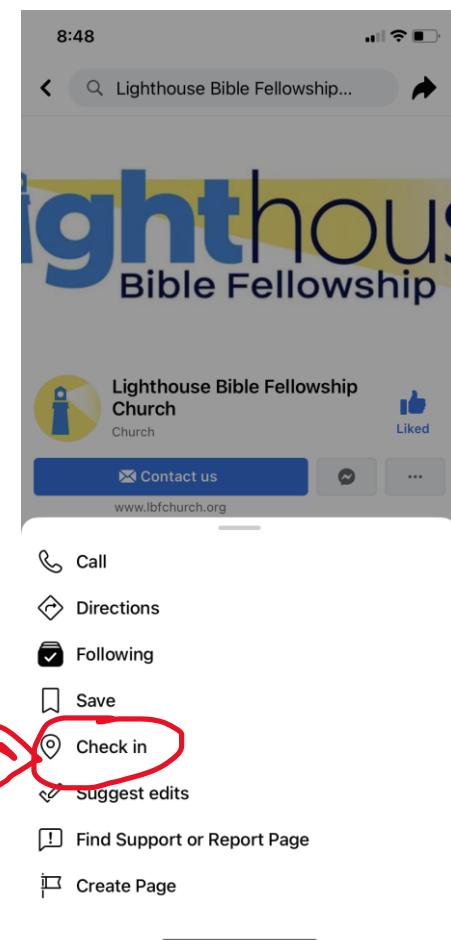 8:48
Lighthouse Bible Fellowship...
ighthous
Bible Fellowship
Lighthouse Bible Fellowship
Church
Church
Liked
Contact us
...
www.lbfchurch.org
Call
Directions
Following
Save
Check in
Suggest edits
Find Support or Report Page
Create Page